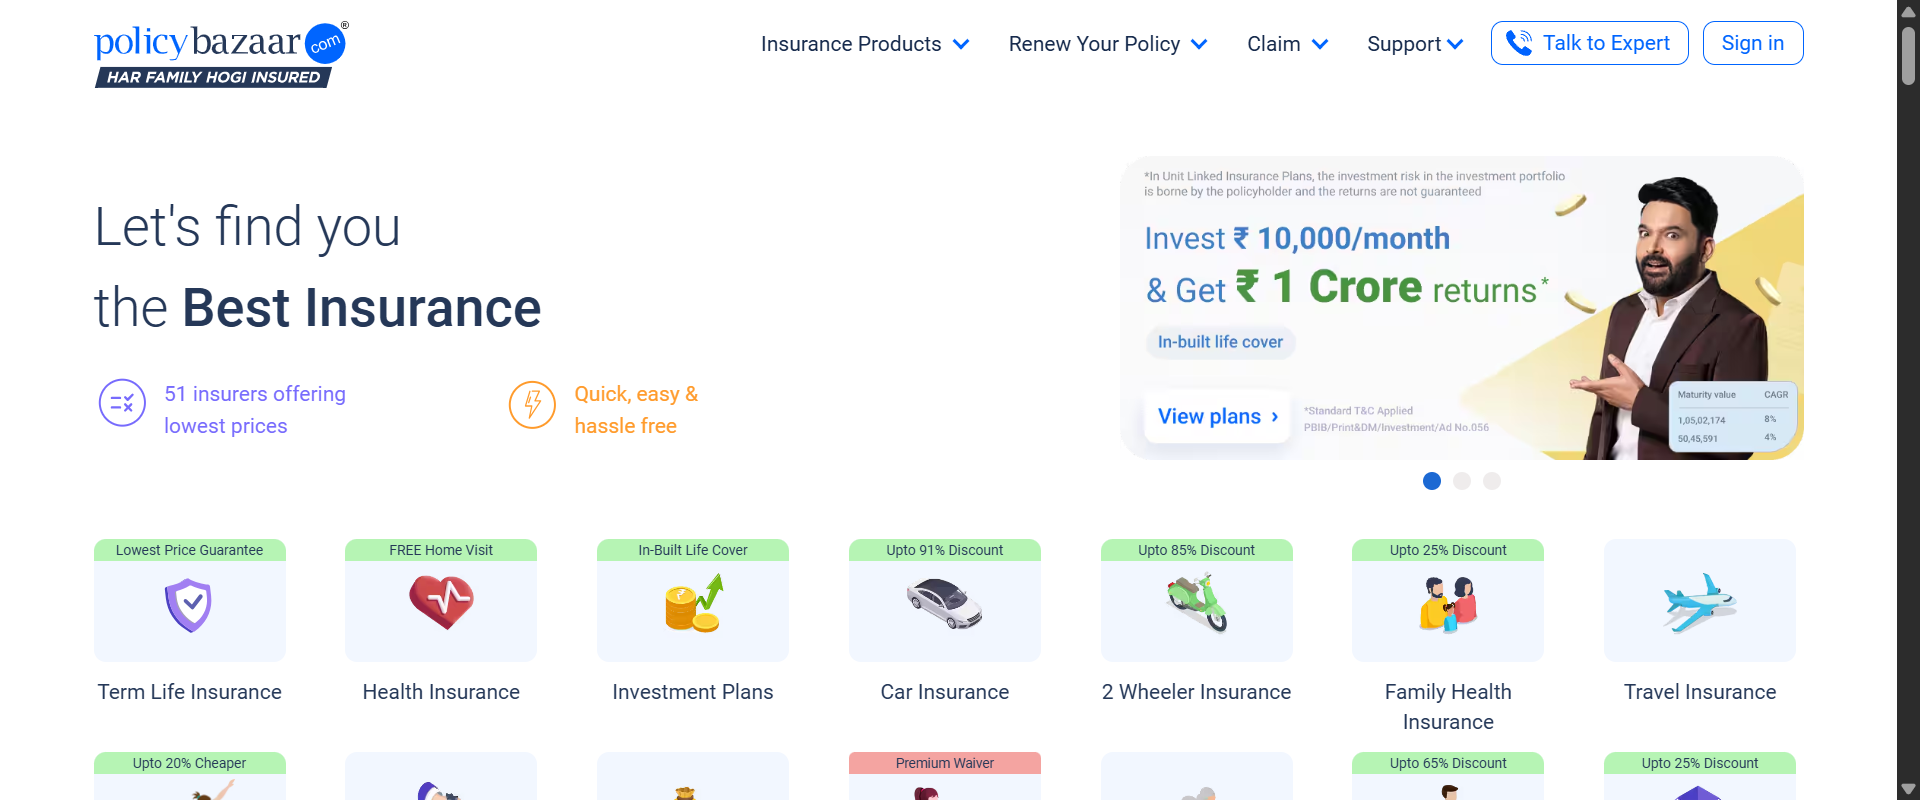 policybazaar com ®
HAR FAMILY HOGI INSURED
Insurance Products
Renew Your Policy
Claim
Support
Talk to Expert
Sign in
Let's find you
the Best Insurance
51 insurers offering
lowest prices
Quick, easy &
hassle free
*In Unit Linked Insurance Plans, the investment risk in the investment portfolio
is borne by the policyholder and the returns are not guaranteed
Invest ₹ 10,000/month
& Get ₹ 1 Crore returns*
In-built life cover
View plans ›
*Standard T&C Applied
PBIB/Print&DM/Investment/Ad No.056
Maturity value CAGR
1,05,02,174 8%
50,45,591 4%
Lowest Price Guarantee
FREE Home Visit
In-Built Life Cover
Upto 91% Discount
Upto 85% Discount
Upto 25% Discount
Term Life Insurance
Health Insurance
Investment Plans
Car Insurance
2 Wheeler Insurance
Family Health
Insurance
Travel Insurance
Upto 20% Cheaper
Premium Waiver
Upto 65% Discount
Upto 25% Discount